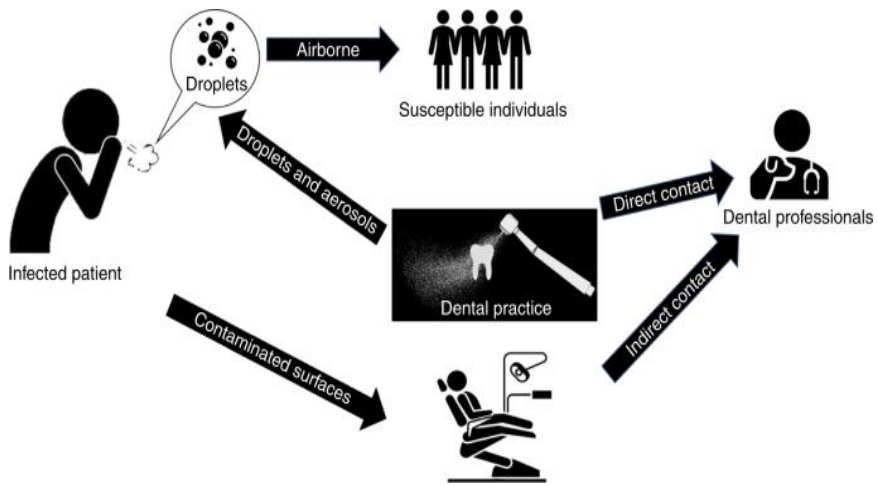 Droplets
Airborne
Susceptible individuals
Infected patient
Droplets and aerosols
Dental practice
Direct contact
Dental professionals
Contaminated surfaces
Indirect contact